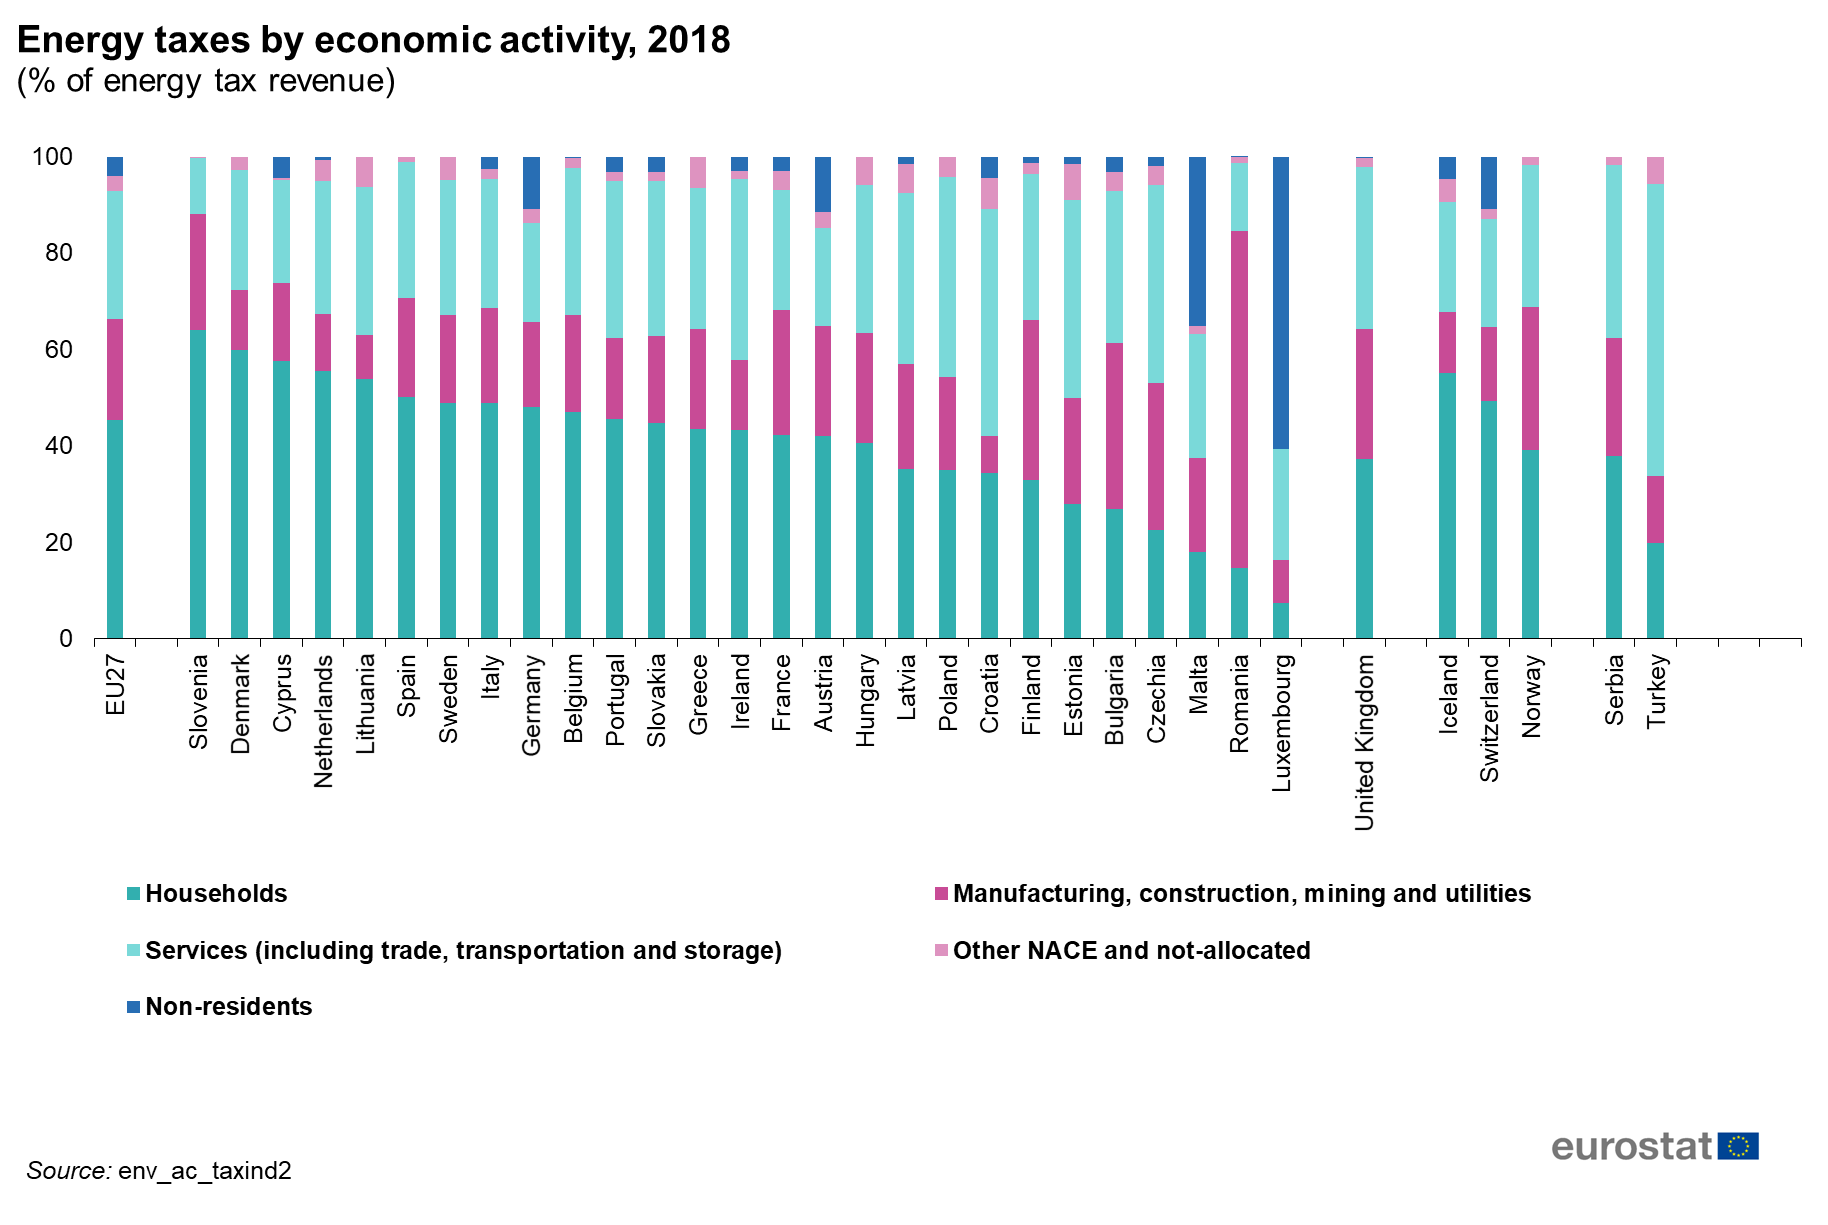 Energy taxes by economic activity, 2018
(% of energy tax revenue)
100
80
60
40
20
0
EU27
Slovenia
Denmark
Cyprus
Netherlands
Lithuania
Spain
Sweden
Italy
Germany
Belgium
Portugal
Slovakia
Greece
Ireland
France
Austria
Hungary
Latvia
Poland
Croatia
Finland
Estonia
Bulgaria
Czechia
Malta
Romania
Luxembourg
United Kingdom
Iceland
Switzerland
Norway
Serbia
Turkey
Households
Manufacturing, construction, mining and utilities
Services (including trade, transportation and storage)
Other NACE and not-allocated
Non-residents
eurostat
Source: env_ac_taxind2